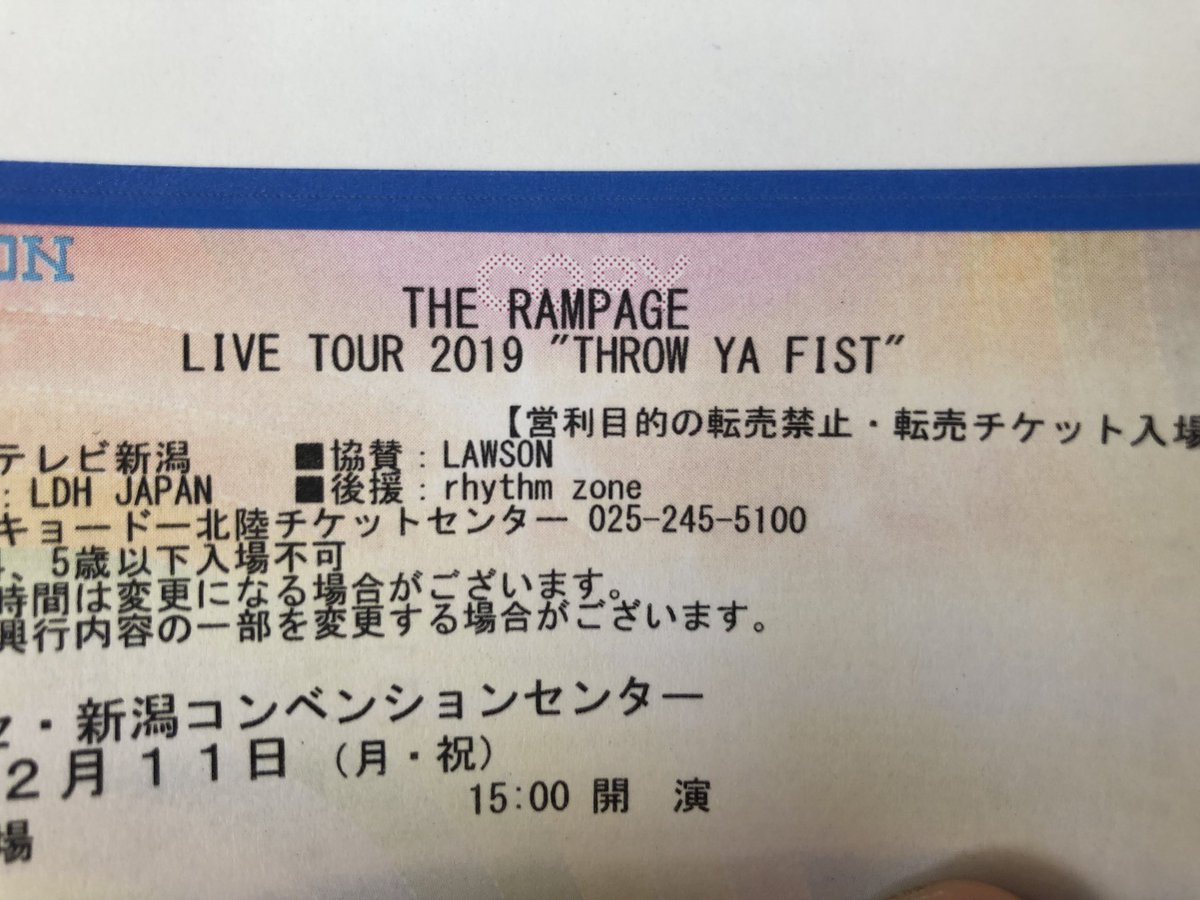 ON
COPY
THE RAMPAGE
LIVE TOUR 2019 "THROW YA FIST"
【営利目的の転売禁止・転売チケット入場
テレビ新潟 ■協賛：LAWSON
：LDH JAPAN ■後援：rhythm zone
キョードー北陸チケットセンター 025-245-5100
、5歳以下入場不可
時間は変更になる場合がございます。
興行内容の一部を変更する場合がございます。
・新潟コンベンションセンター
2月11日（月・祝）
15:00 開 演
場